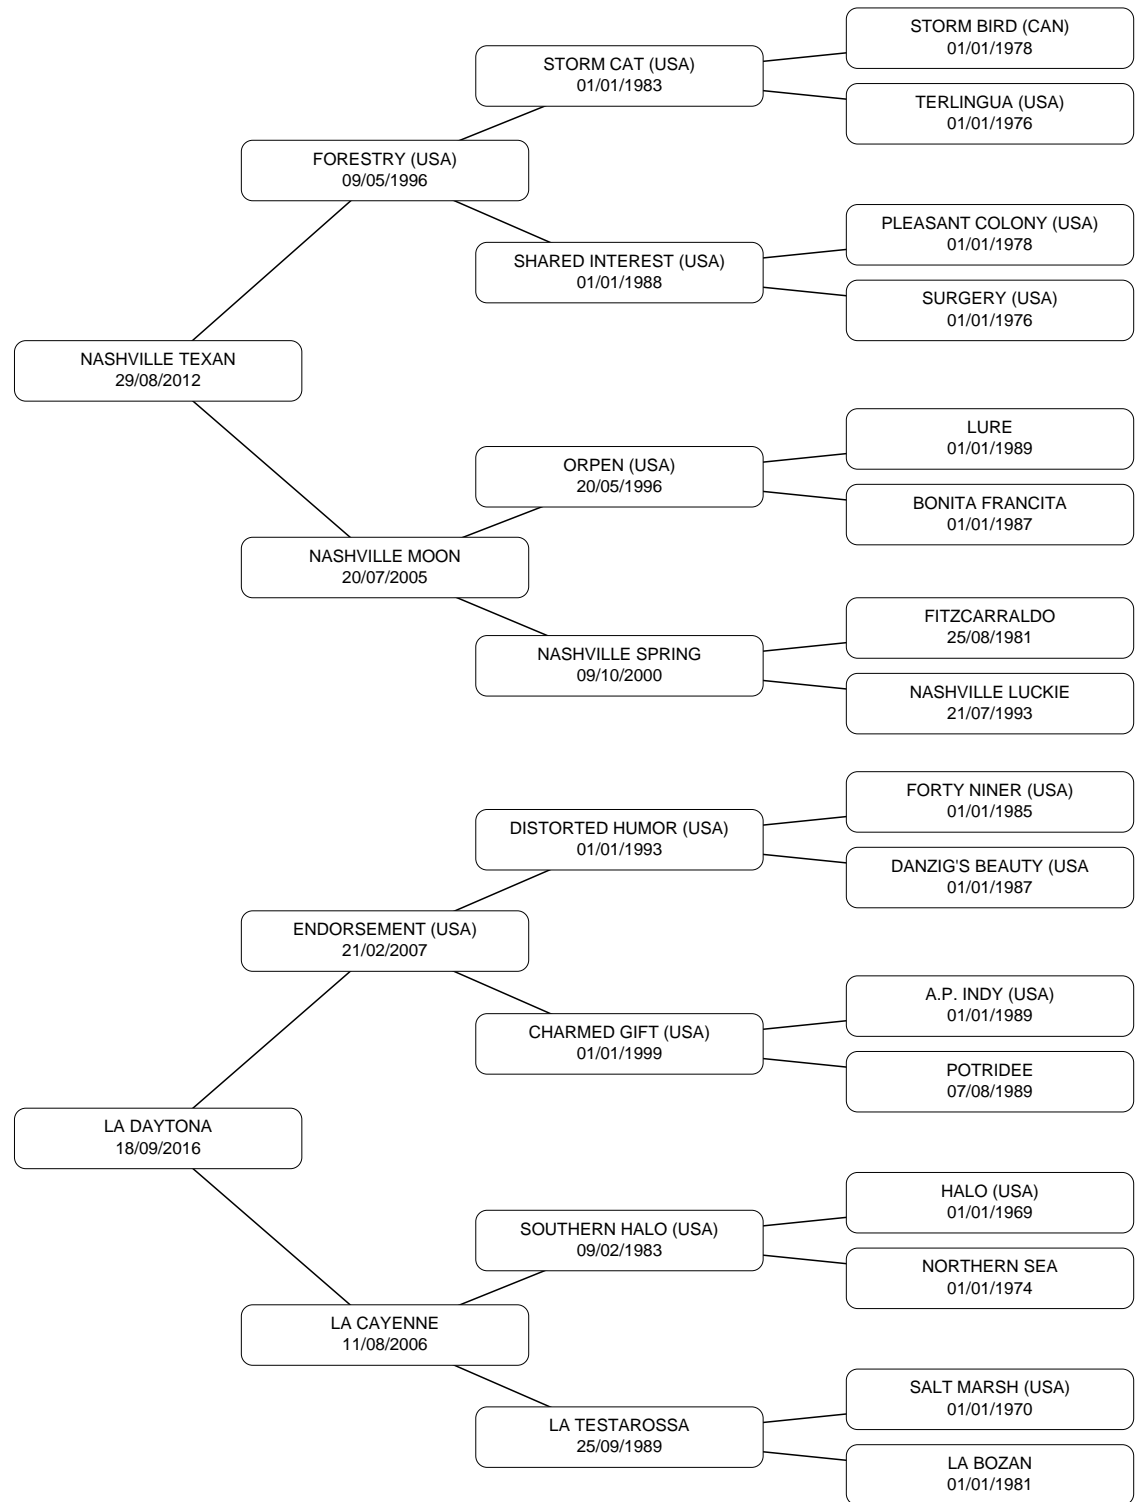 STORM BIRD (CAN)
01/01/1978
STORM CAT (USA)
01/01/1983
TERLINGUA (USA)
01/01/1976
FORESTRY (USA)
09/05/1996
PLEASANT COLONY (USA)
01/01/1978
SHARED INTEREST (USA)
01/01/1988
SURGERY (USA)
01/01/1976
NASHVILLE TEXAN
29/08/2012
LURE
01/01/1989
ORPEN (USA)
20/05/1996
BONITA FRANCITA
01/01/1987
NASHVILLE MOON
20/07/2005
FITZCARRALDO
25/08/1981
NASHVILLE SPRING
09/10/2000
NASHVILLE LUCKIE
21/07/1993
FORTY NINER (USA)
01/01/1985
DISTORTED HUMOR (USA)
01/01/1993
DANZIG'S BEAUTY (USA
01/01/1987
ENDORSEMENT (USA)
21/02/2007
A.P. INDY (USA)
01/01/1989
CHARMED GIFT (USA)
01/01/1999
POTRIDEE
07/08/1989
LA DAYTONA
18/09/2016
HALO (USA)
01/01/1969
SOUTHERN HALO (USA)
09/02/1983
NORTHERN SEA
01/01/1974
LA CAYENNE
11/08/2006
SALT MARSH (USA)
01/01/1970
LA TESTAROSSA
25/09/1989
LA BOZAN
01/01/1981